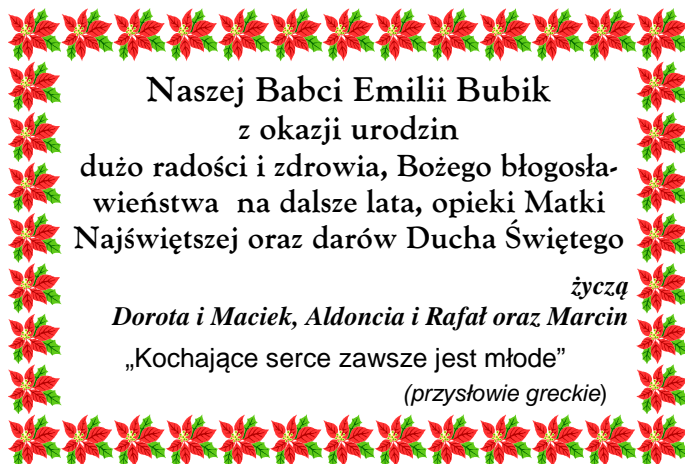 Naszej Babci Emilii Bubik
z okazji urodzin
dużo radości i zdrowia, Bożego błogosła-
wieństwa na dalsze lata, opieki Matki
Najświętszej oraz darów Ducha Świętego
życzą
Dorota i Maciek, Aldoncia i Rafał oraz Marcin
„Kochające serce zawsze jest młode”
(przysłowie greckie)